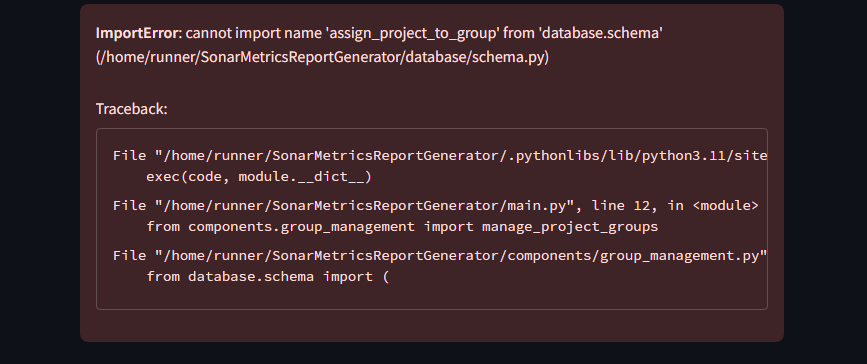 ImportError: cannot import name 'assign_project_to_group' from 'database.schema'
(/home/runner/SonarMetricsReportGenerator/database/schema.py)
Traceback:
File "/home/runner/SonarMetricsReportGenerator/.pythonlibs/lib/python3.11/site
exec(code, module.__dict__)
File "/home/runner/SonarMetricsReportGenerator/main.py", line 12, in <module>
from components.group_management import manage_project_groups
File "/home/runner/SonarMetricsReportGenerator/components/group_management.py"
from database.schema import (